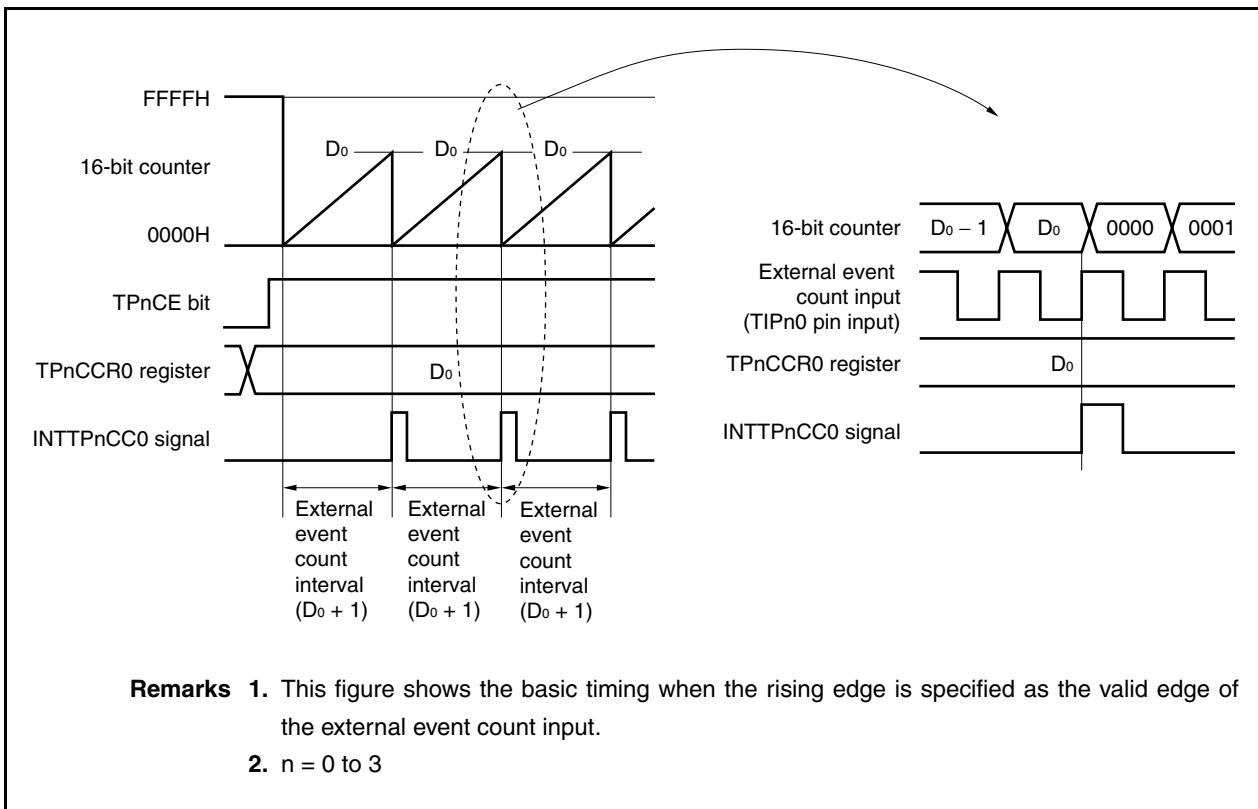 FFFFH
D₀ D₀ D₀
16-bit counter
0000H
TPnCE bit
TPnCCR0 register
D₀
INTTPnCC0 signal
External event count interval (D₀ + 1)
External event count interval (D₀ + 1)
External event count interval (D₀ + 1)
16-bit counter
D₀ − 1 D₀ 0000 0001
External event
count input
(TIPn0 pin input)
TPnCCR0 register
D₀
INTTPnCC0 signal
Remarks 1. This figure shows the basic timing when the rising edge is specified as the valid edge of
the external event count input.
2. n = 0 to 3